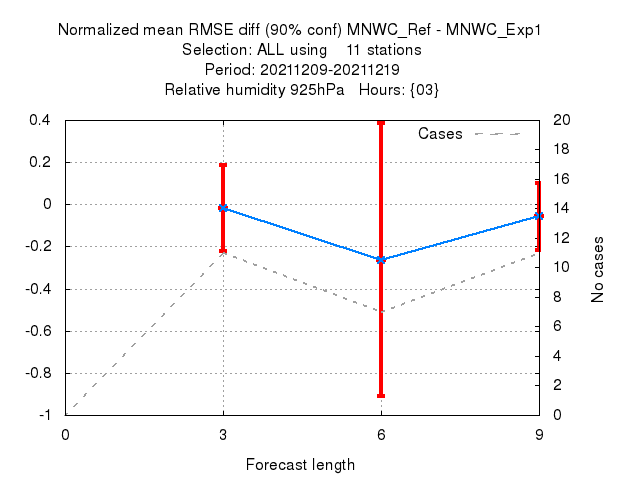 Normalized mean RMSE diff (90% conf) MNWC_Ref - MNWC_Exp1
Selection: ALL using 11 stations
Period: 20211209-20211219
Relative humidity 925hPa Hours: {03}
Cases
0.4
0.2
0
-0.2
-0.4
-0.6
-0.8
-1
20
18
16
14
12
10
8
6
4
2
0
No cases
0 3 6 9
Forecast length